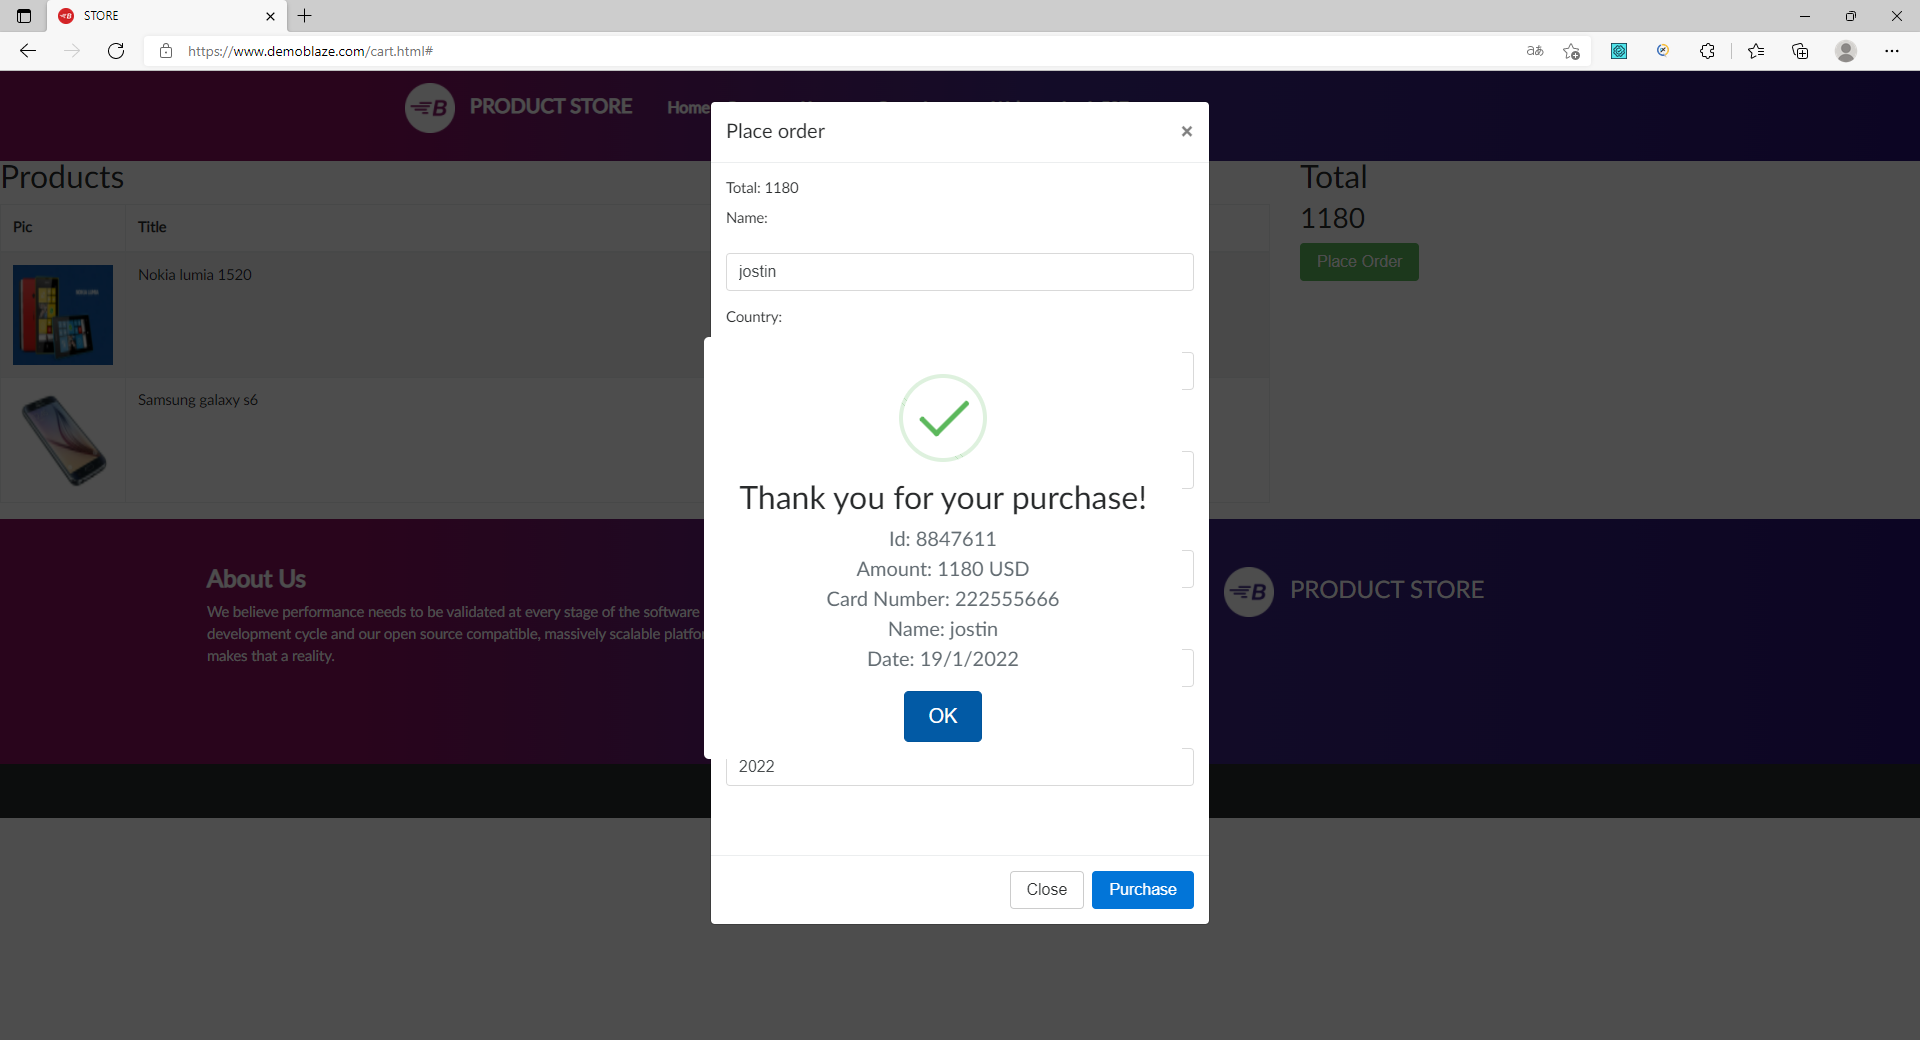 STORE
https://www.demoblaze.com/cart.html#
aあ
B PRODUCT STORE Home
Place order ×
Products
Total
Total: 1180
1180
Name:
Pic Title
Place Order
Nokia lumia 1520
jostin
Country:
Samsung galaxy s6
Thank you for your purchase!
Id: 8847611
Amount: 1180 USD
Card Number: 222555666
Name: jostin
Date: 19/1/2022
OK
About Us
We believe performance needs to be validated at every stage of the software
development cycle and our open source compatible, massively scalable platfor
makes that a reality.
B PRODUCT STORE
2022
Close Purchase